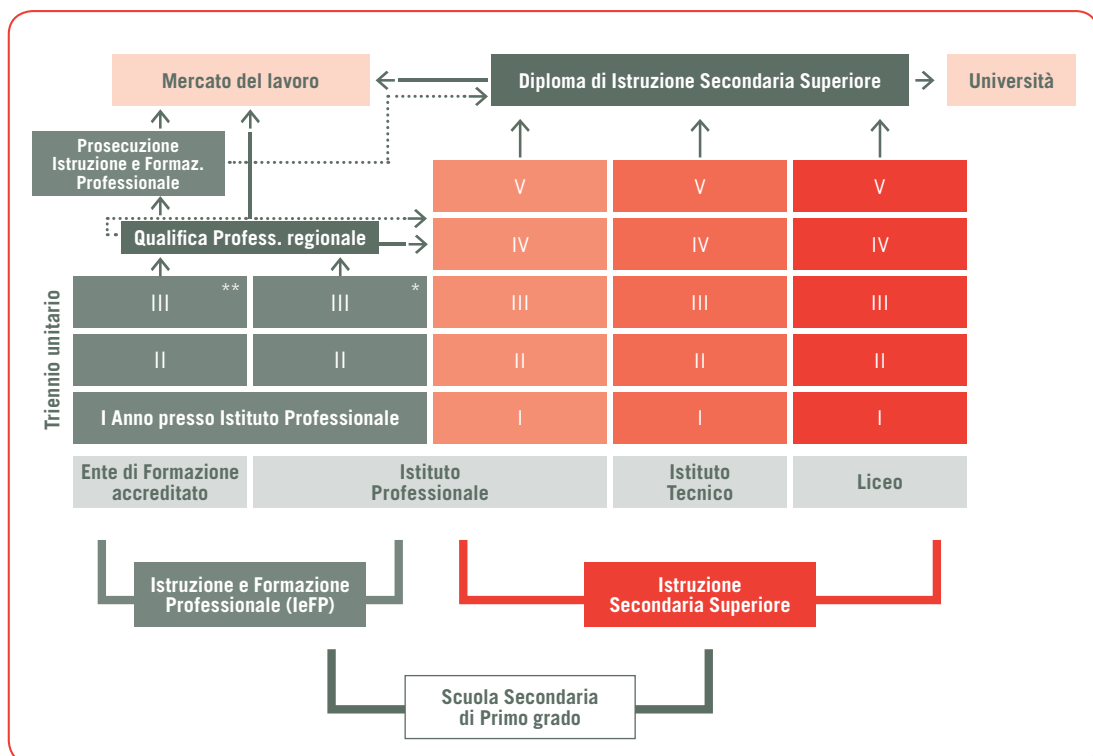 Mercato del lavoro
Diploma di Istruzione Secondaria Superiore
Università
Prosecuzione
Istruzione e Formaz.
Professionale
Qualifica Profess. regionale
V
V
V
IV
IV
IV
Triennio unitario
III **
III *
III
III
III
II
II
II
II
II
I Anno presso Istituto Professionale
I
I
I
Ente di Formazione
accreditato
Istituto
Professionale
Istituto
Tecnico
Liceo
Istruzione e Formazione
Professionale (IeFP)
Istruzione
Secondaria Superiore
Scuola Secondaria
di Primo grado